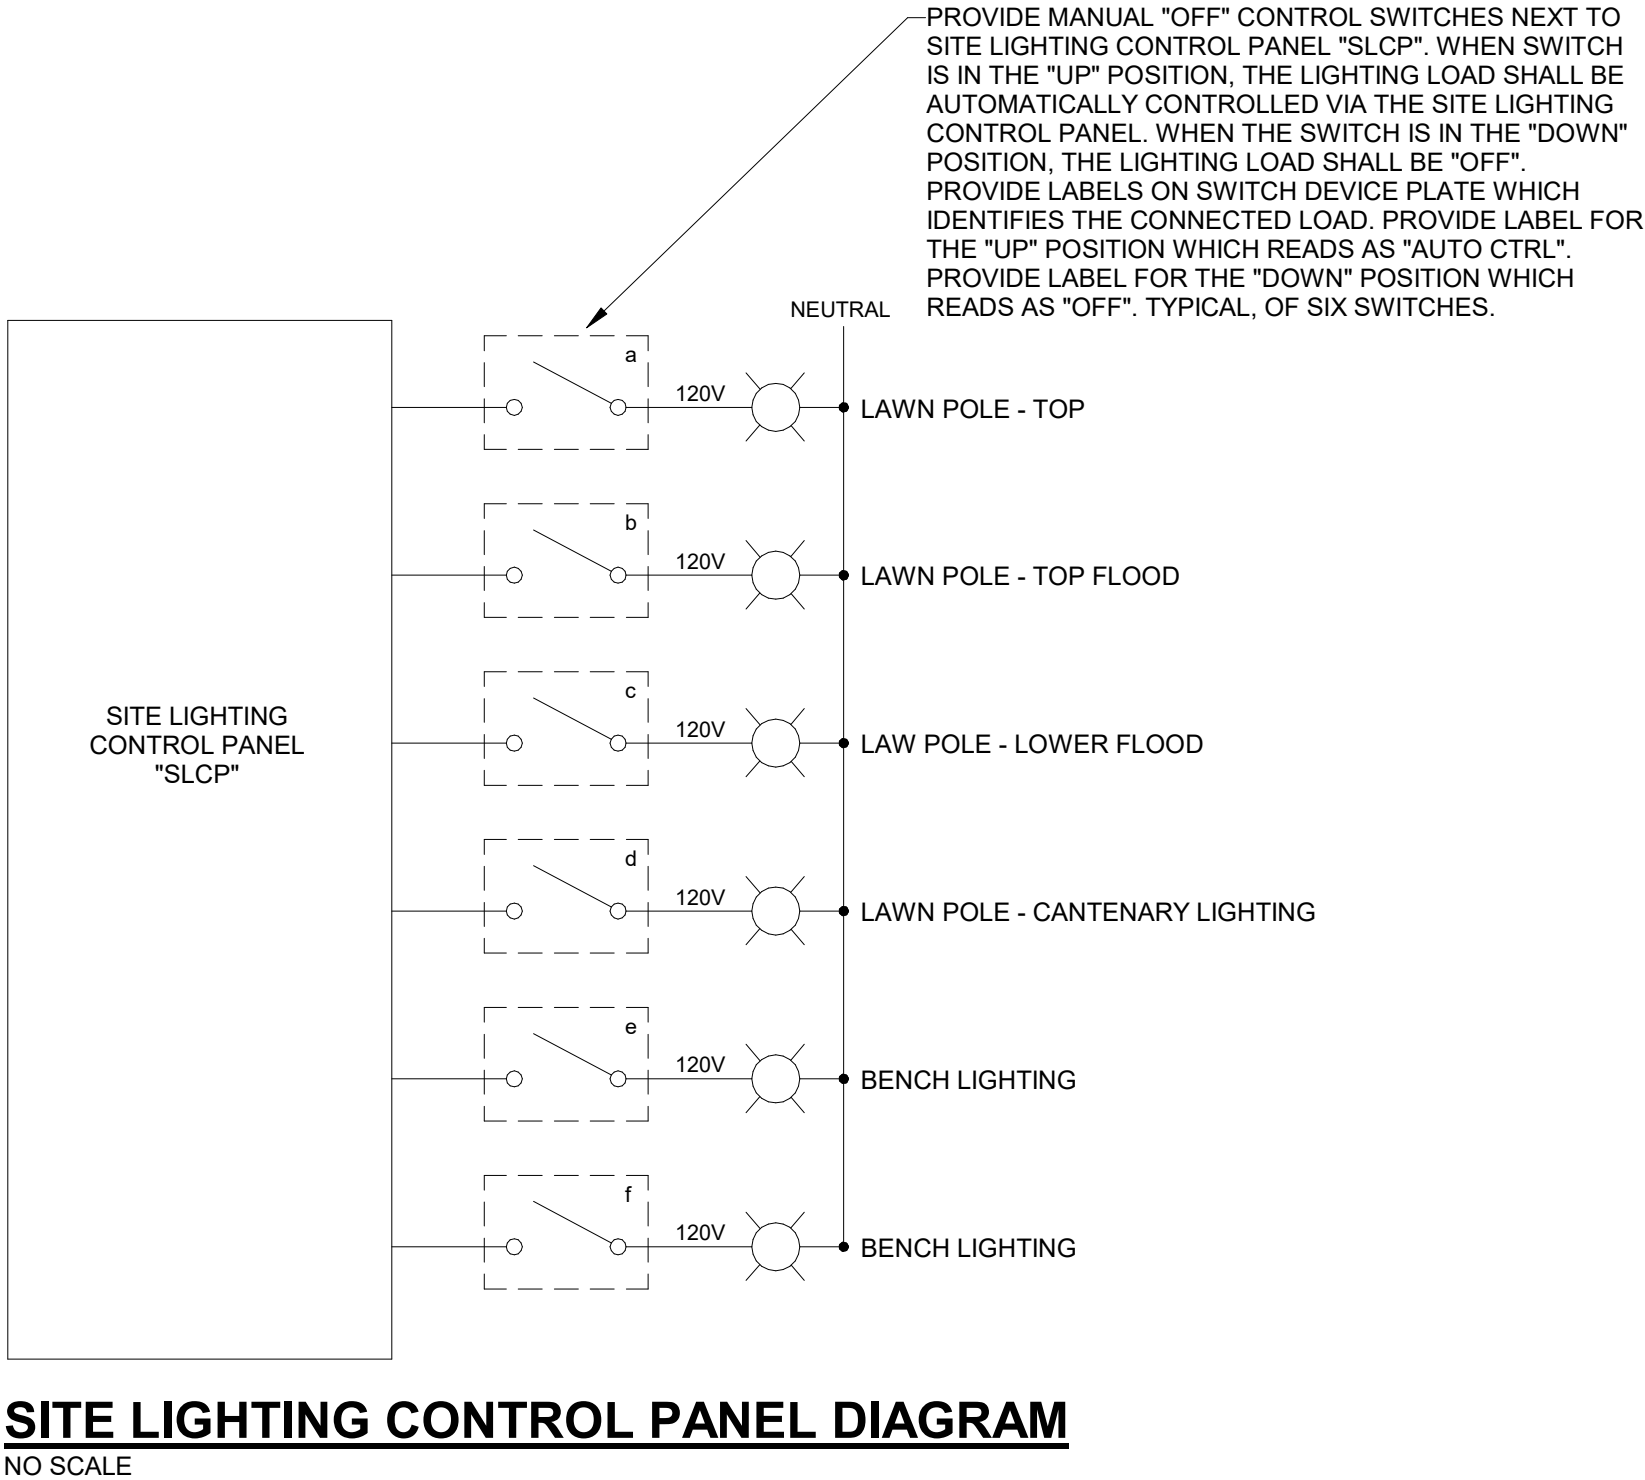 PROVIDE MANUAL "OFF" CONTROL SWITCHES NEXT TO
SITE LIGHTING CONTROL PANEL "SLCP". WHEN SWITCH
IS IN THE "UP" POSITION, THE LIGHTING LOAD SHALL BE
AUTOMATICALLY CONTROLLED VIA THE SITE LIGHTING
CONTROL PANEL. WHEN THE SWITCH IS IN THE "DOWN"
POSITION, THE LIGHTING LOAD SHALL BE "OFF".
PROVIDE LABELS ON SWITCH DEVICE PLATE WHICH
IDENTIFIES THE CONNECTED LOAD. PROVIDE LABEL FOR
THE "UP" POSITION WHICH READS AS "AUTO CTRL".
PROVIDE LABEL FOR THE "DOWN" POSITION WHICH
READS AS "OFF". TYPICAL, OF SIX SWITCHES.
NEUTRAL
a
120V
LAWN POLE - TOP
b
120V
LAWN POLE - TOP FLOOD
c
120V
LAW POLE - LOWER FLOOD
SITE LIGHTING
CONTROL PANEL
"SLCP"
d
120V
LAWN POLE - CANTENARY LIGHTING
e
120V
BENCH LIGHTING
f
120V
BENCH LIGHTING
SITE LIGHTING CONTROL PANEL DIAGRAM
NO SCALE